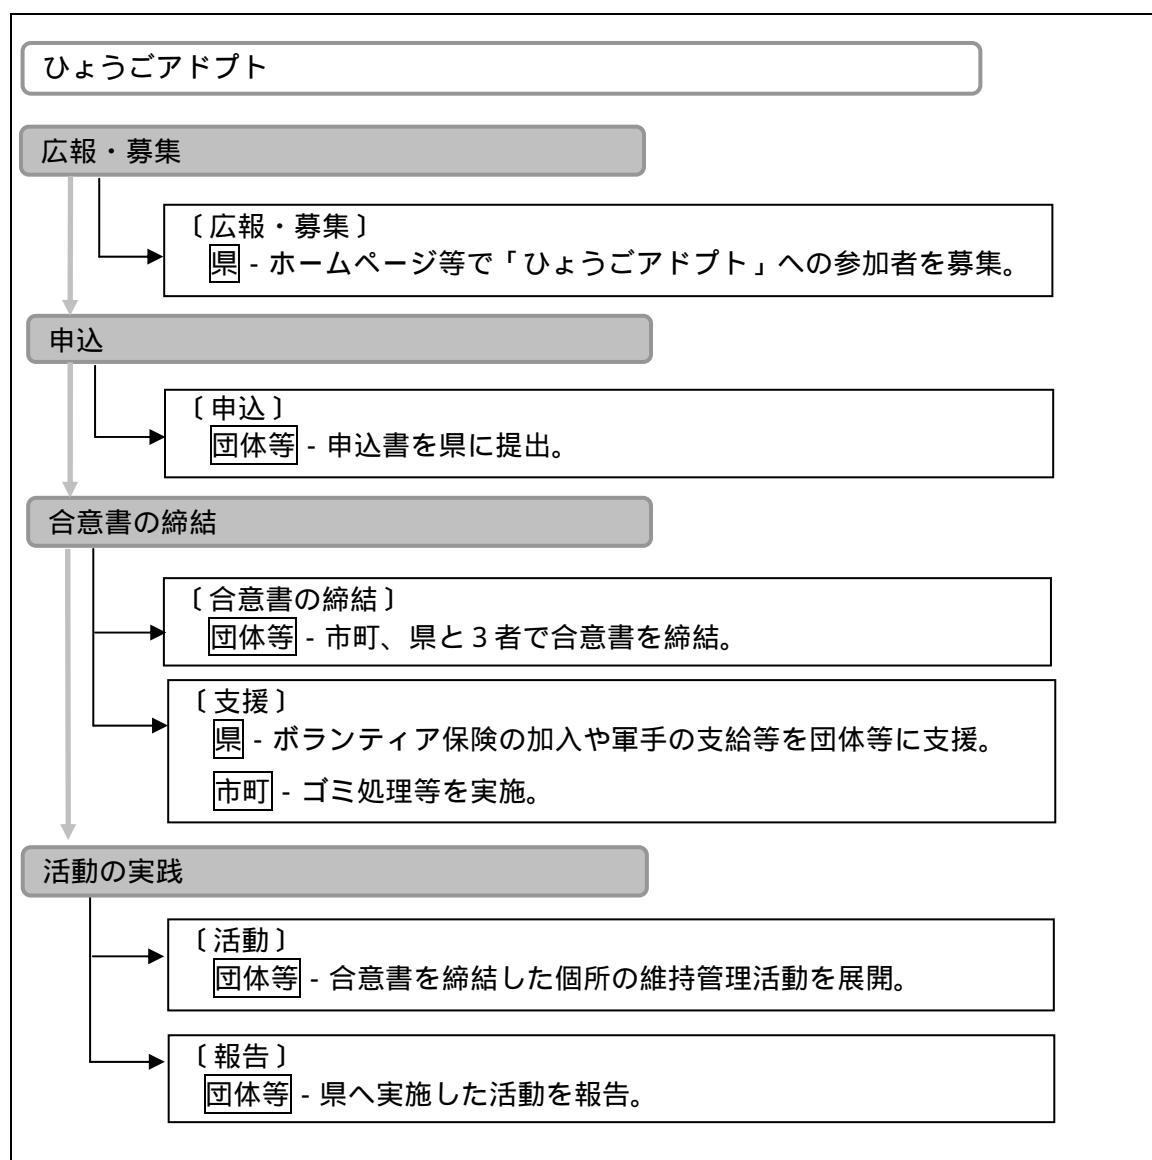 ひょうごアドプト
広報・募集
〔広報・募集〕
県 - ホームページ等で「ひょうごアドプト」への参加者を募集。
申込
〔申込〕
団体等 - 申込書を県に提出。
合意書の締結
〔合意書の締結〕
団体等 - 市町、県と3者で合意書を締結。
〔支援〕
県 - ボランティア保険の加入や軍手の支給等を団体等に支援。
市町 - ゴミ処理等を実施。
活動の実践
〔活動〕
団体等 - 合意書を締結した個所の維持管理活動を展開。
〔報告〕
団体等 - 県へ実施した活動を報告。